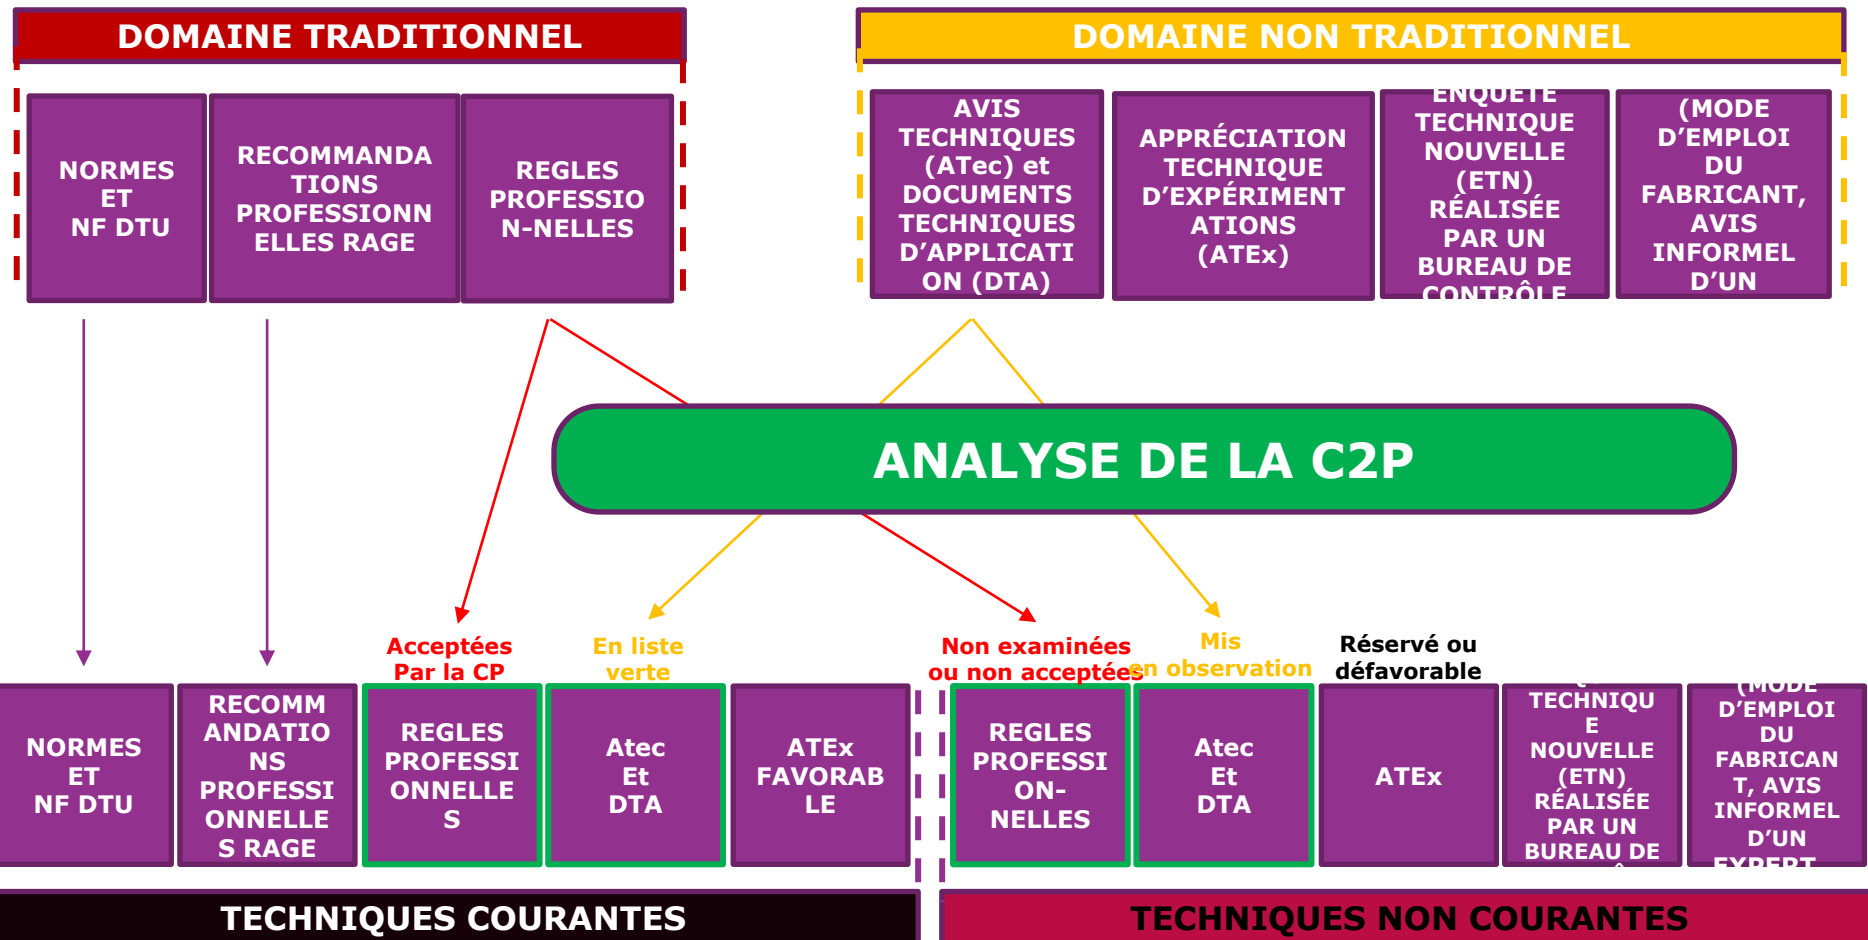 DOMAINE TRADITIONNEL
DOMAINE NON TRADITIONNEL
NORMES
ET
NF DTU
RECOMMANDA
TIONS
PROFESSIONN
ELLES RAGE
REGLES
PROFESSIO
N-NELLES
AVIS
TECHNIQUES
(ATec) et
DOCUMENTS
TECHNIQUES
D’APPLICATI
ON (DTA)
APPRÉCIATION
TECHNIQUE
D’EXPÉRIMENT
ATIONS
(ATEx)
ENQUETE
TECHNIQUE
NOUVELLE
(ETN)
RÉALISÉE
PAR UN
BUREAU DE
CONTRÔLE
(MODE
D’EMPLOI
DU
FABRICANT,
AVIS
INFORMEL
D’UN
ANALYSE DE LA C2P
Acceptées
Par la CP
En liste
verte
Non examinées
ou non acceptées
Mis
en observation
Réservé ou
défavorable
NORMES
ET
NF DTU
RECOMM
ANDATIO
NS
PROFESSI
ONNELLE
S RAGE
REGLES
PROFESSI
ONNELLE
S
Atec
Et
DTA
ATEx
FAVORAB
LE
REGLES
PROFESSI
ON-
NELLES
Atec
Et
DTA
ATEx
TECHNIQU
E
NOUVELLE
(ETN)
RÉALISÉE
PAR UN
BUREAU DE
(MODE
D’EMPLOI
DU
FABRICAN
T, AVIS
INFORMEL
D’UN
EXPERT
TECHNIQUES COURANTES
TECHNIQUES NON COURANTES